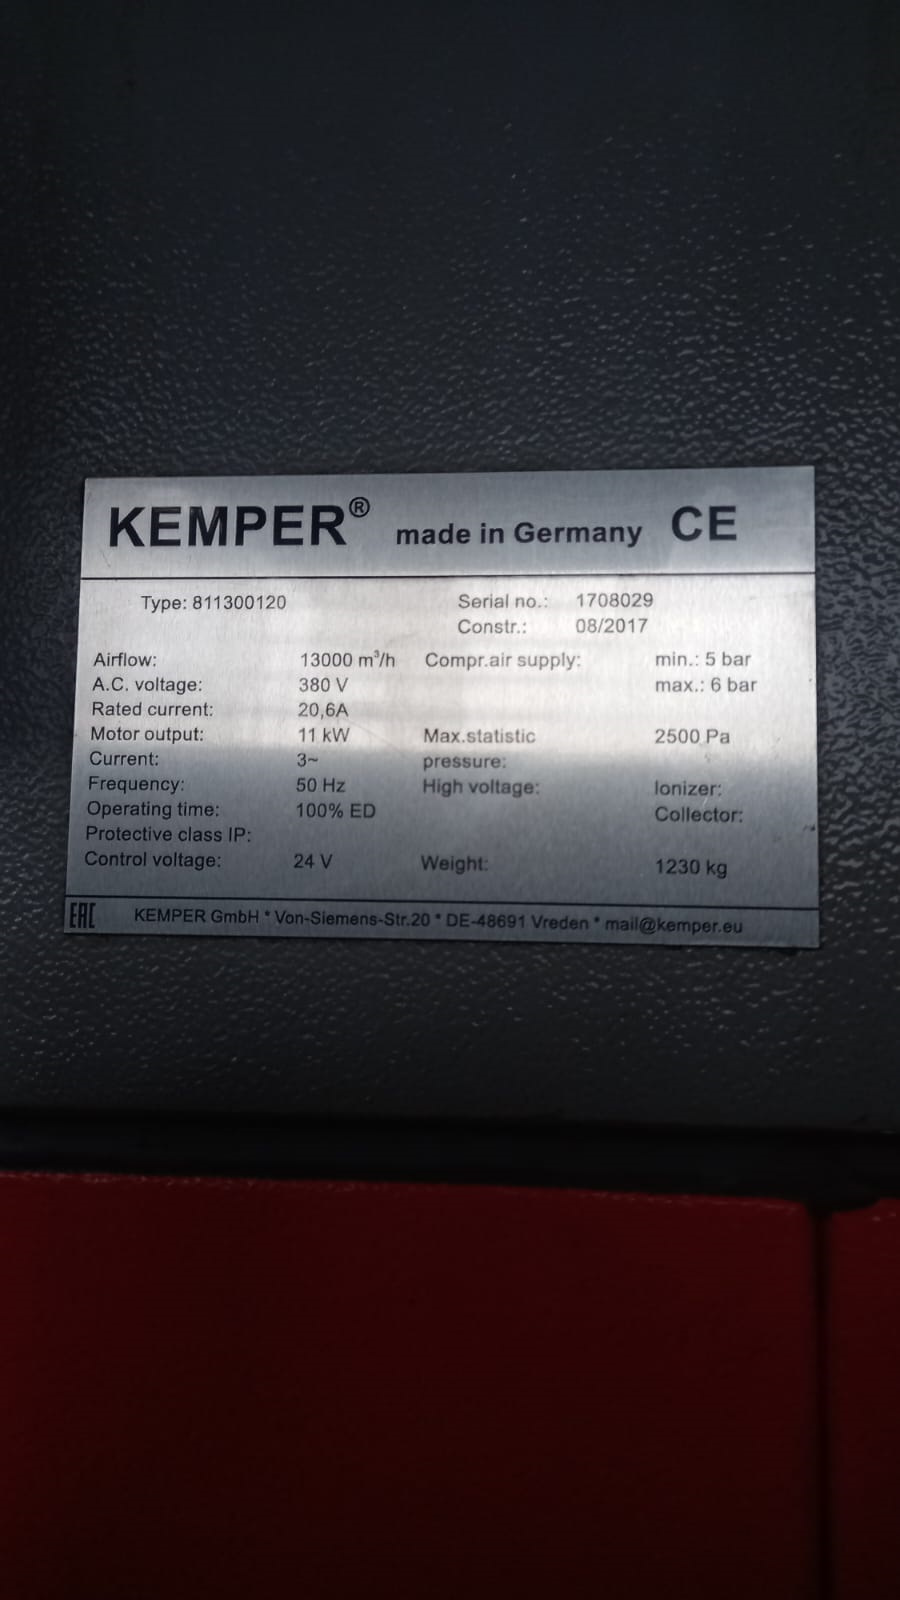 KEMPER® made in Germany CE
Type: 811300120 Serial no.: 1708029
Constr.: 08/2017
Airflow: 13000 m³/h Compr.air supply: min.: 5 bar
A.C. voltage: 380 V max.: 6 bar
Rated current: 20,6A
Motor output: 11 kW Max.statistic 2500 Pa
Current: 3~ pressure:
Frequency: 50 Hz High voltage: Ionizer:
Operating time: 100% ED Collector:
Protective class IP:
Control voltage: 24 V Weight: 1230 kg
EAC KEMPER GmbH * Von-Siemens-Str.20 * DE-48691 Vreden * mail@kemper.eu